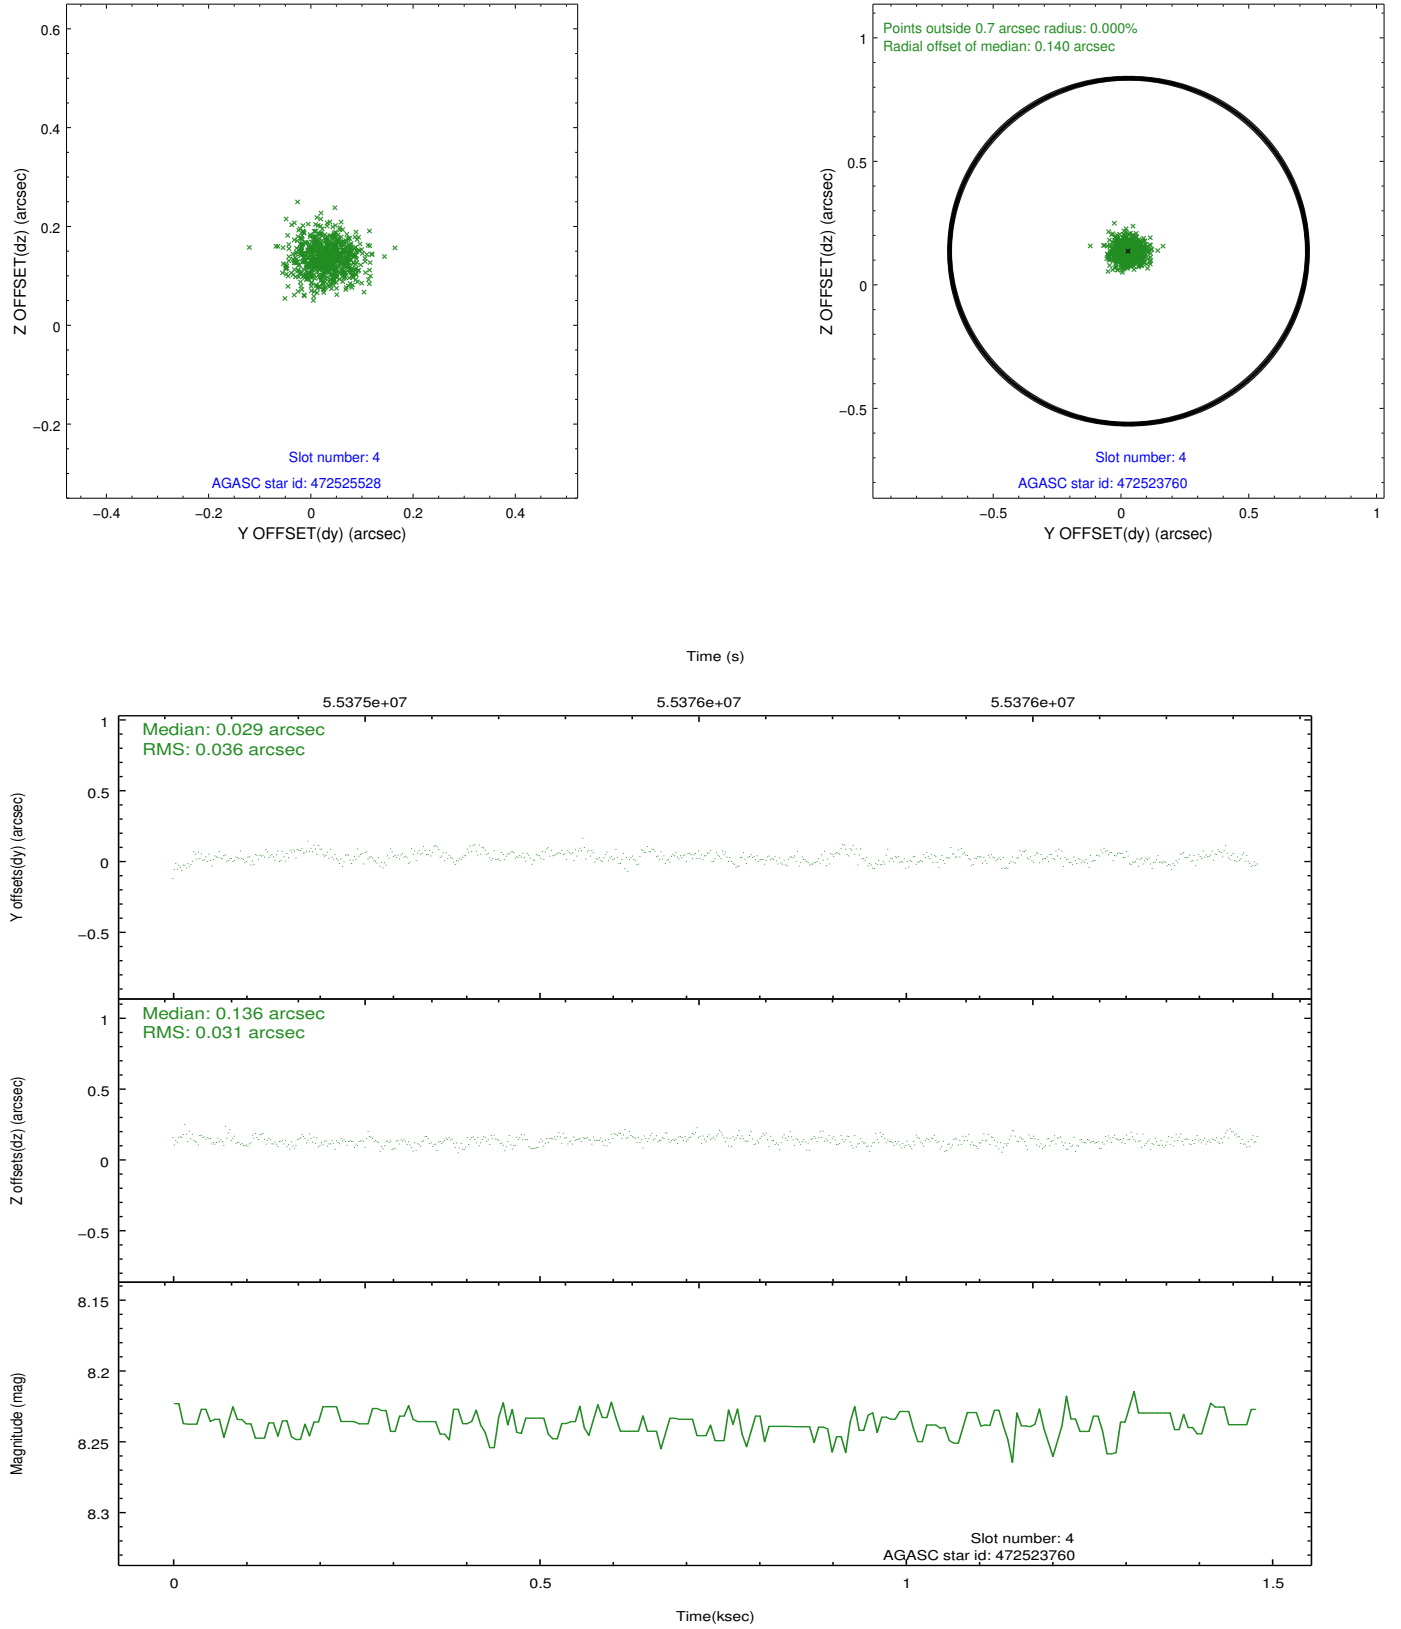 0.6
0.4
0.2
0
−0.2
Z OFFSET(dz) (arcsec)
Slot number: 4
AGASC star id: 472525528
−0.4
−0.2
0
0.2
0.4
Y OFFSET(dy) (arcsec)
Points outside 0.7 arcsec radius: 0.000%
Radial offset of median: 0.140 arcsec
1
0.5
0
−0.5
Z OFFSET(dz) (arcsec)
Slot number: 4
AGASC star id: 472523760
−0.5
0
0.5
1
Y OFFSET(dy) (arcsec)
Time (s)
5.5375e+07
5.5376e+07
5.5376e+07
Median: 0.029 arcsec
RMS: 0.036 arcsec
1
0.5
0
−0.5
Y offsets(dy) (arcsec)
Median: 0.136 arcsec
RMS: 0.031 arcsec
1
0.5
0
−0.5
Z offsets(dz) (arcsec)
8.15
8.2
8.25
8.3
Magnitude (mag)
Slot number: 4
AGASC star id: 472523760
0
0.5
1
1.5
Time(ksec)